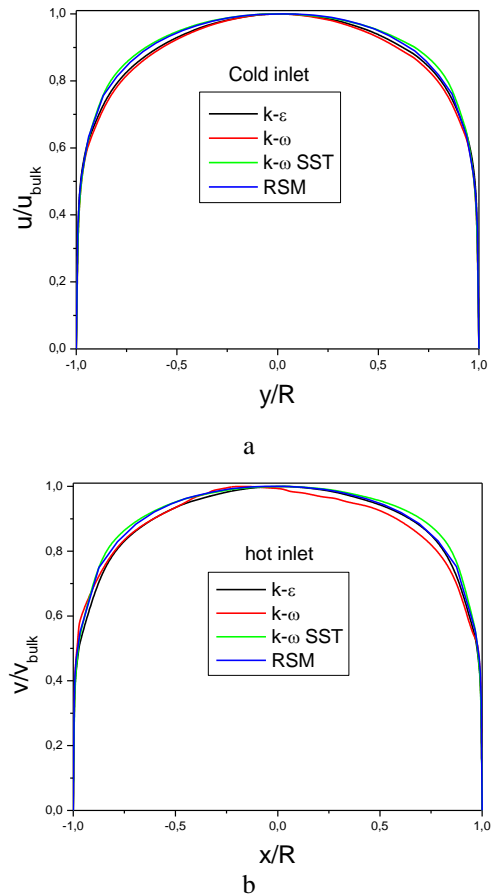 1,0
0,8
0,6
0,4
0,2
0,0
u/u_bulk
Cold inlet
k-ε
k-ω
k-ω SST
RSM
-1,0 -0,5 0,0 0,5 1,0
y/R
a
1,0
0,8
0,6
0,4
0,2
0,0
v/v_bulk
hot inlet
k-ε
k-ω
k-ω SST
RSM
-1,0 -0,5 0,0 0,5 1,0
x/R
b